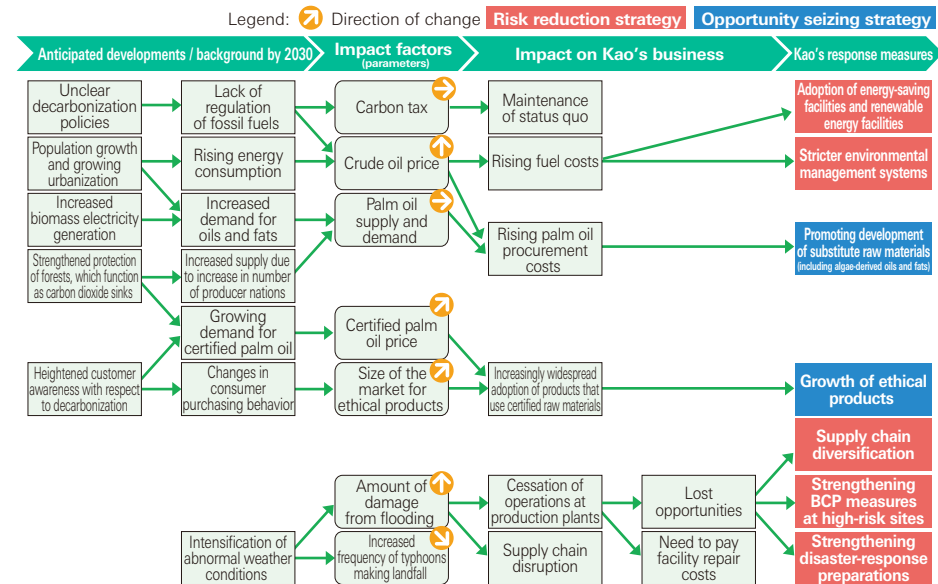 Legend: Direction of change Risk reduction strategy Opportunity seizing strategy
Anticipated developments / background by 2030
Impact factors
(parameters)
Impact on Kao's business
Kao's response measures
Unclear
decarbonization
policies
Lack of
regulation
of fossil fuels
Carbon tax
Maintenance
of status quo
Adoption of energy-saving
facilities and renewable
energy facilities
Population growth
and growing
urbanization
Rising energy
consumption
Crude oil price
Rising fuel costs
Stricter environmental
management systems
Increased
biomass electricity
generation
Increased
demand for
oils and fats
Palm oil
supply and
demand
Rising palm oil
procurement
costs
Promoting development
of substitute raw materials
(including algae-derived oils and fats)
Strengthened protection
of forests, which function
as carbon dioxide sinks
Increased supply due
to increase in number
of producer nations
Growing
demand for
certified palm oil
Certified palm
oil price
Heightened customer
awareness with respect
to decarbonization
Changes in
consumer
purchasing behavior
Size of the
market for
ethical products
Increasingly widespread
adoption of products that
use certified raw materials
Growth of ethical
products
Supply chain
diversification
Amount of
damage
from flooding
Cessation of
operations at
production plants
Lost
opportunities
Strengthening
BCP measures
at high-risk sites
Intensification of
abnormal weather
conditions
Increased
frequency of typhoons
making landfall
Supply chain
disruption
Need to pay
facility repair
costs
Strengthening
disaster-response
preparations